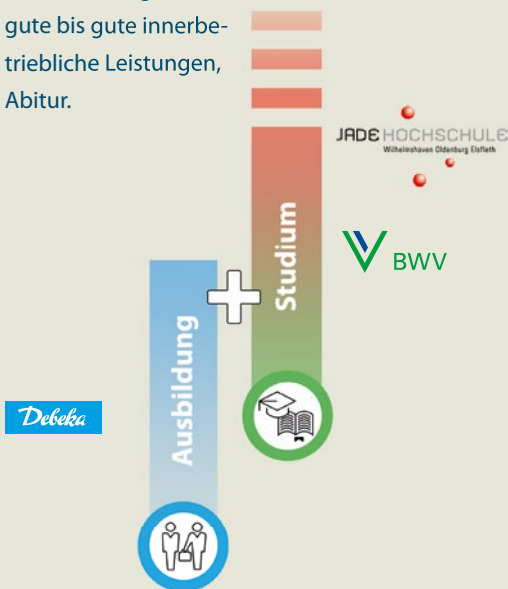 gute bis gute innerbe-
triebliche Leistungen,
Abitur.
JADE HOCHSCHULE
Wilhelmshaven Oldenburg Elsfleth
BWV
Studium
Ausbildung
Debeka